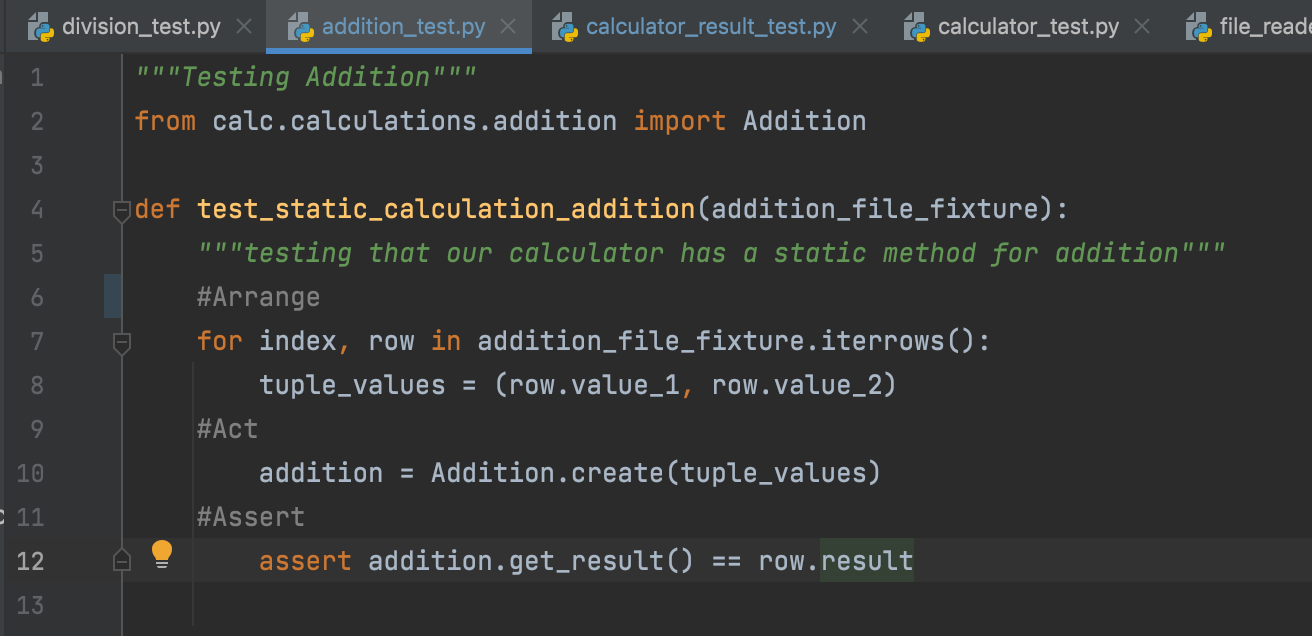 division_test.py addition_test.py calculator_result_test.py calculator_test.py
1 """Testing Addition"""
2 from calc.calculations.addition import Addition
3
4 def test_static_calculation_addition(addition_file_fixture):
5     """testing that our calculator has a static method for addition"""
6     #Arrange
7     for index, row in addition_file_fixture.iterrows():
8         tuple_values = (row.value_1, row.value_2)
9     #Act
10         addition = Addition.create(tuple_values)
11     #Assert
12         assert addition.get_result() == row.result
13